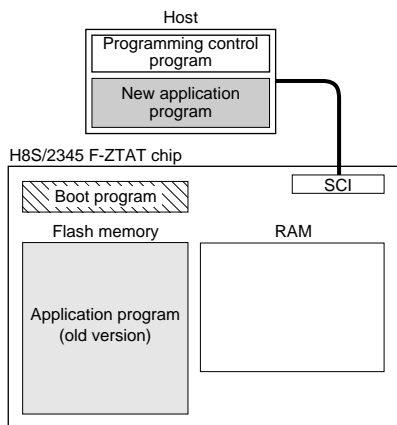 Host
Programming control
program
New application
program
H8S/2345 F-ZTAT chip
SCI
Boot program
Flash memory
RAM
Application program
(old version)